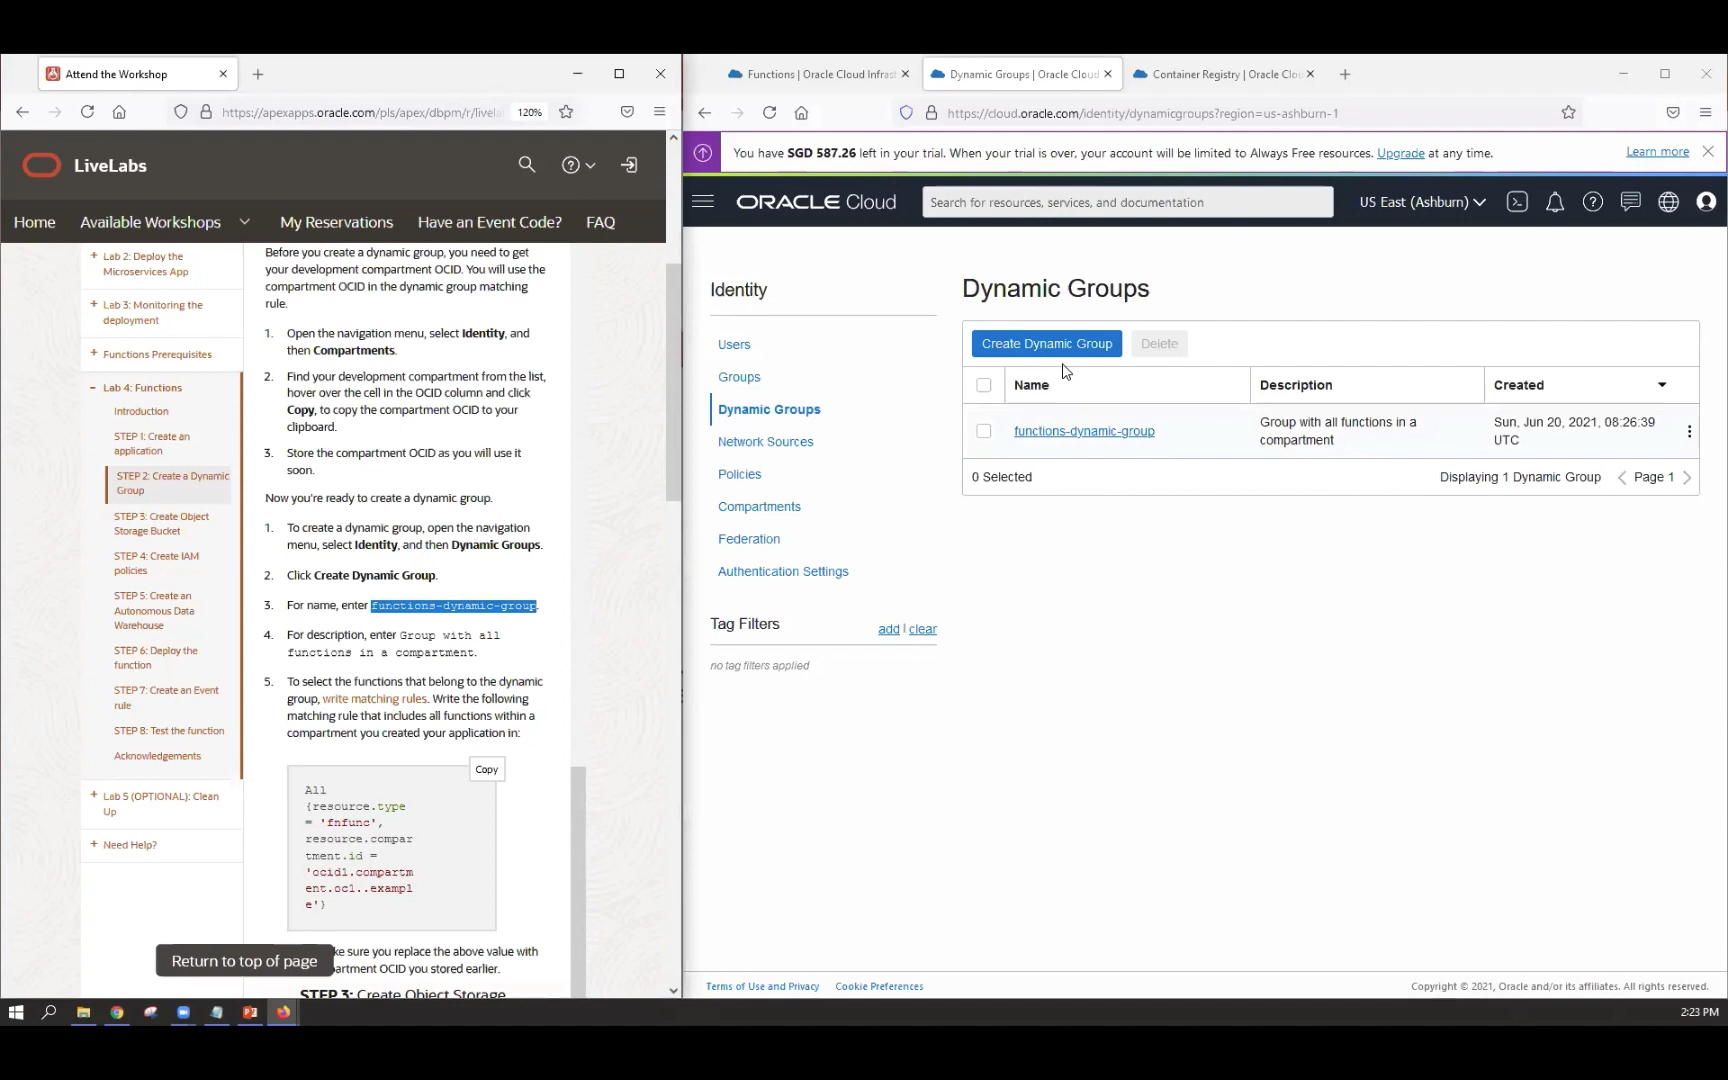 Attend the Workshop
https://apexapps.oracle.com/pls/apex/dbpm/r/livela
120%
LiveLabs
Home
Available Workshops
My Reservations
Have an Event Code?
FAQ
+ Lab 2: Deploy the
Microservices App
+ Lab 3: Monitoring the
deployment
+ Functions Prerequisites
− Lab 4: Functions
Introduction
STEP 1: Create an
application
STEP 2: Create a Dynamic
Group
STEP 3: Create Object
Storage Bucket
STEP 4: Create IAM
policies
STEP 5: Create an
Autonomous Data
Warehouse
STEP 6: Deploy the
function
STEP 7: Create an Event
rule
STEP 8: Test the function
Acknowledgements
+ Lab 5 (OPTIONAL): Clean
Up
+ Need Help?
Before you create a dynamic group, you need to get
your development compartment OCID. You will use the
compartment OCID in the dynamic group matching
rule.
1. Open the navigation menu, select Identity, and
then Compartments.
2. Find your development compartment from the list,
hover over the cell in the OCID column and click
Copy, to copy the compartment OCID to your
clipboard.
3. Store the compartment OCID as you will use it
soon.
Now you're ready to create a dynamic group.
1. To create a dynamic group, open the navigation
menu, select Identity, and then Dynamic Groups.
2. Click Create Dynamic Group.
3. For name, enter functions-dynamic-group.
4. For description, enter Group with all
functions in a compartment.
5. To select the functions that belong to the dynamic
group, write matching rules. Write the following
matching rule that includes all functions within a
compartment you created your application in:
Copy
All
{resource.type
= 'fnfunc',
resource.compar
tment.id =
'ocid1.compartm
ent.oc1..exampl
e'}
ke sure you replace the above value with
artment OCID you stored earlier.
Return to top of page
STEP 3: Create Object Storage
Functions | Oracle Cloud Infrast
Dynamic Groups | Oracle Cloud
Container Registry | Oracle Clou
https://cloud.oracle.com/identity/dynamicgroups?region=us-ashburn-1
You have SGD 587.26 left in your trial. When your trial is over, your account will be limited to Always Free resources. Upgrade at any time.
Learn more
ORACLE Cloud
Search for resources, services, and documentation
US East (Ashburn)
Identity
Users
Groups
Dynamic Groups
Network Sources
Policies
Compartments
Federation
Authentication Settings
Tag Filters
add | clear
no tag filters applied
Dynamic Groups
Create Dynamic Group
Delete
Name
Description
Created
functions-dynamic-group
Group with all functions in a
compartment
Sun, Jun 20, 2021, 08:26:39
UTC
0 Selected
Displaying 1 Dynamic Group
Page 1
Terms of Use and Privacy
Cookie Preferences
Copyright © 2021, Oracle and/or its affiliates. All rights reserved.
2:23 PM